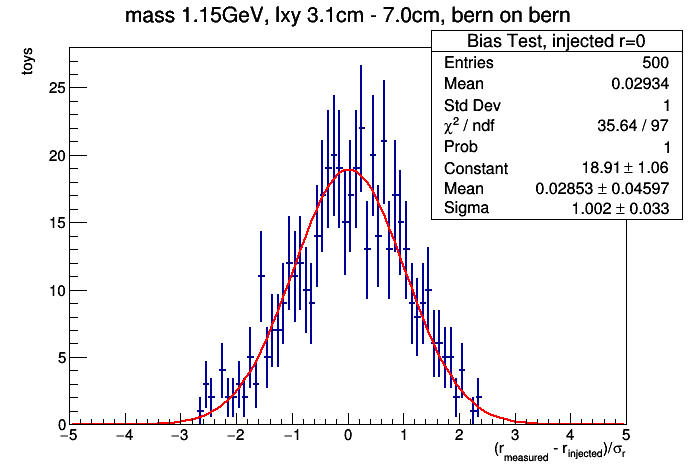 mass 1.15GeV, lxy 3.1cm - 7.0cm, bern on bern
Bias Test, injected r=0
Entries 500
Mean 0.02934
Std Dev 1
χ² / ndf 35.64 / 97
Prob 1
Constant 18.91 ± 1.06
Mean 0.02853 ± 0.04597
Sigma 1.002 ± 0.033
toys
25
20
15
10
5
0
−5 −4 −3 −2 −1 0 1 2 3 4 5
(r_measured - r_injected)/σ_r